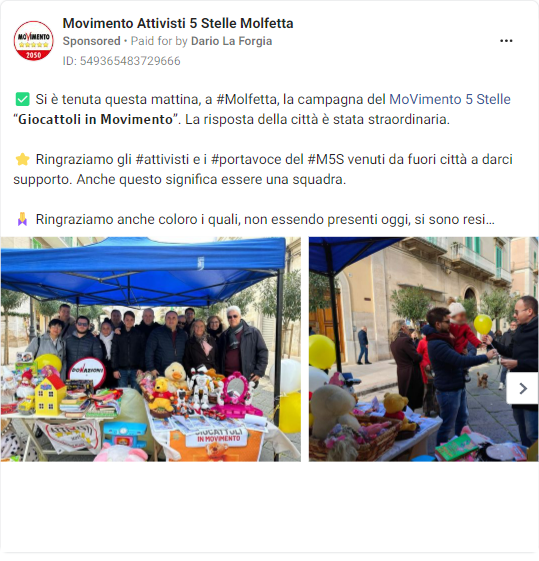 Movimento Attivisti 5 Stelle Molfetta
Sponsored • Paid for by Dario La Forgia
ID: 549365483729666
MOVIMENTO
2050
✅ Si è tenuta questa mattina, a #Molfetta, la campagna del MoVimento 5 Stelle
“Giocattoli in Movimento”. La risposta della città è stata straordinaria.
⭐ Ringraziamo gli #attivisti e i #portavoce del #M5S venuti da fuori città a darci
supporto. Anche questo significa essere una squadra.
Ringraziamo anche coloro i quali, non essendo presenti oggi, si sono resi…
DONAZIONI
ATTIVISTI
GIOCATTOLI
IN MOVIMENTO